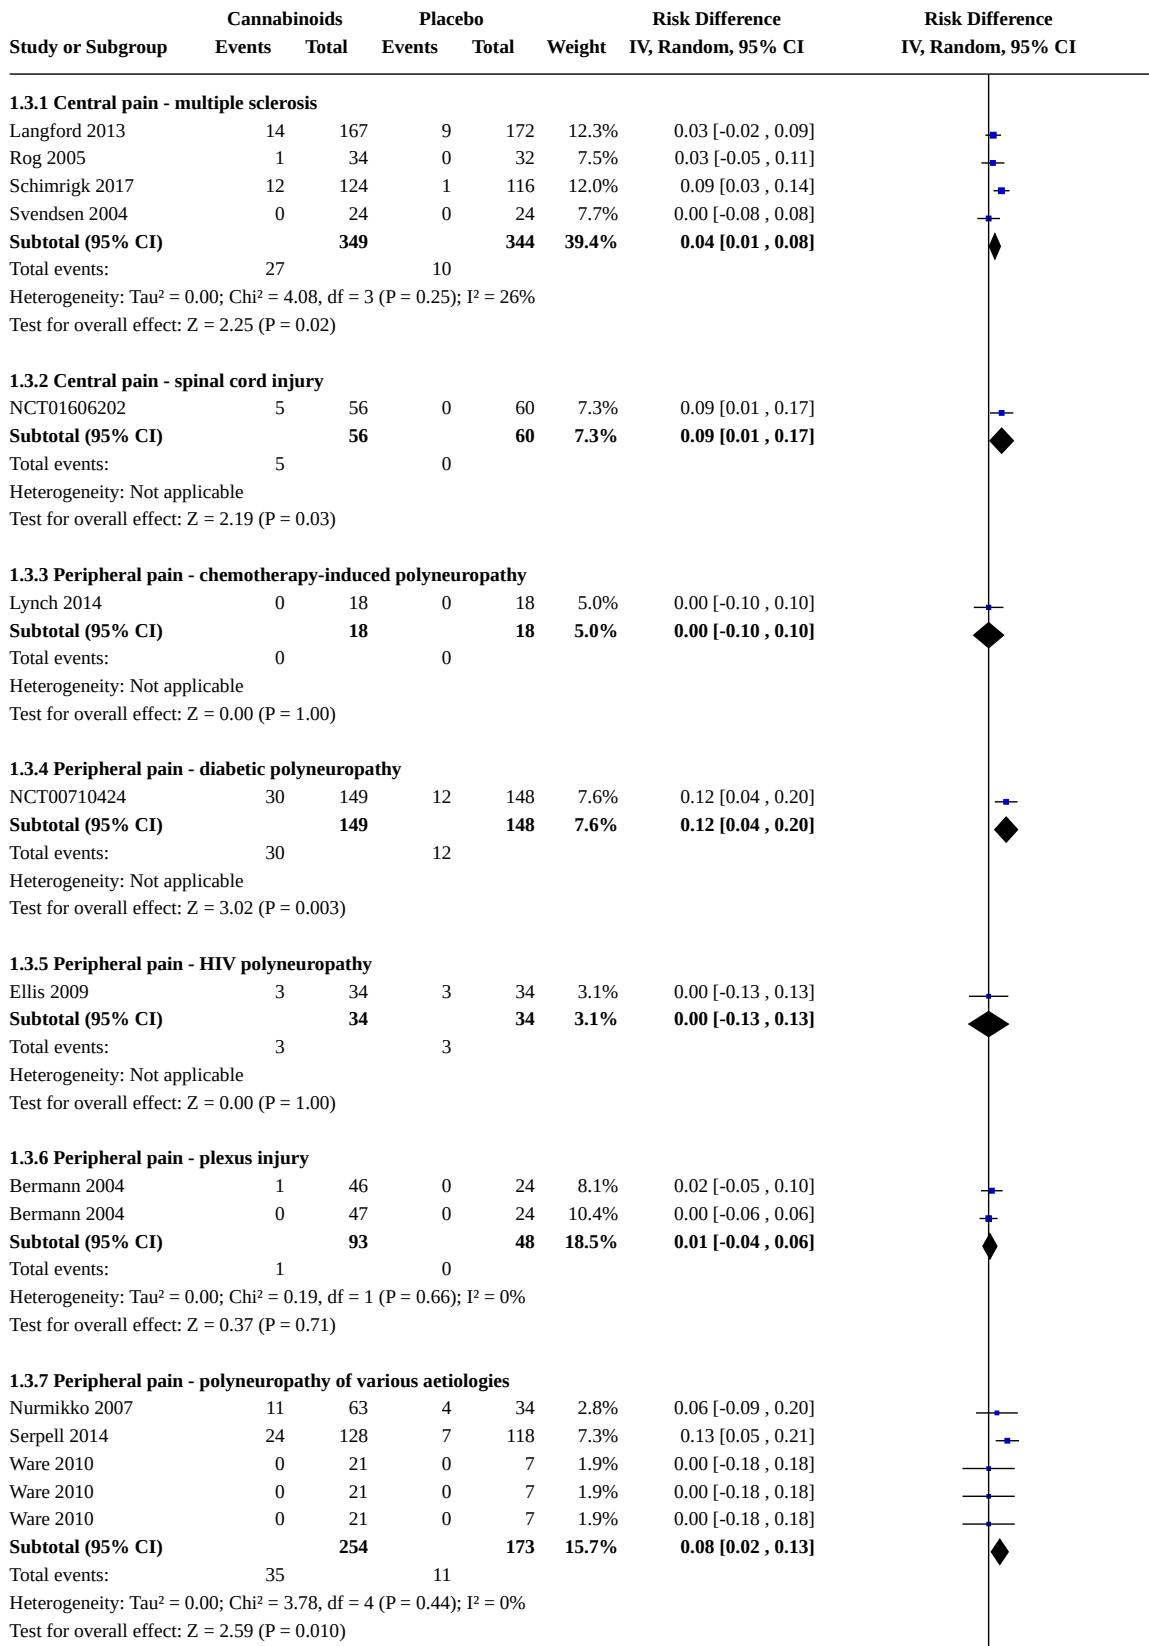 Cannabinoids Placebo Risk Difference Risk Difference
Study or Subgroup Events Total Events Total Weight IV, Random, 95% CI IV, Random, 95% CI
1.3.1 Central pain - multiple sclerosis
Langford 2013 14 167 9 172 12.3% 0.03 [-0.02 , 0.09]
Rog 2005 1 34 0 32 7.5% 0.03 [-0.05 , 0.11]
Schimrigk 2017 12 124 1 116 12.0% 0.09 [0.03 , 0.14]
Svendsen 2004 0 24 0 24 7.7% 0.00 [-0.08 , 0.08]
Subtotal (95% CI) 349 344 39.4% 0.04 [0.01 , 0.08]
Total events: 27 10
Heterogeneity: Tau² = 0.00; Chi² = 4.08, df = 3 (P = 0.25); I² = 26%
Test for overall effect: Z = 2.25 (P = 0.02)
1.3.2 Central pain - spinal cord injury
NCT01606202 5 56 0 60 7.3% 0.09 [0.01 , 0.17]
Subtotal (95% CI) 56 60 7.3% 0.09 [0.01 , 0.17]
Total events: 5 0
Heterogeneity: Not applicable
Test for overall effect: Z = 2.19 (P = 0.03)
1.3.3 Peripheral pain - chemotherapy-induced polyneuropathy
Lynch 2014 0 18 0 18 5.0% 0.00 [-0.10 , 0.10]
Subtotal (95% CI) 18 18 5.0% 0.00 [-0.10 , 0.10]
Total events: 0 0
Heterogeneity: Not applicable
Test for overall effect: Z = 0.00 (P = 1.00)
1.3.4 Peripheral pain - diabetic polyneuropathy
NCT00710424 30 149 12 148 7.6% 0.12 [0.04 , 0.20]
Subtotal (95% CI) 149 148 7.6% 0.12 [0.04 , 0.20]
Total events: 30 12
Heterogeneity: Not applicable
Test for overall effect: Z = 3.02 (P = 0.003)
1.3.5 Peripheral pain - HIV polyneuropathy
Ellis 2009 3 34 3 34 3.1% 0.00 [-0.13 , 0.13]
Subtotal (95% CI) 34 34 3.1% 0.00 [-0.13 , 0.13]
Total events: 3 3
Heterogeneity: Not applicable
Test for overall effect: Z = 0.00 (P = 1.00)
1.3.6 Peripheral pain - plexus injury
Bermann 2004 1 46 0 24 8.1% 0.02 [-0.05 , 0.10]
Bermann 2004 0 47 0 24 10.4% 0.00 [-0.06 , 0.06]
Subtotal (95% CI) 93 48 18.5% 0.01 [-0.04 , 0.06]
Total events: 1 0
Heterogeneity: Tau² = 0.00; Chi² = 0.19, df = 1 (P = 0.66); I² = 0%
Test for overall effect: Z = 0.37 (P = 0.71)
1.3.7 Peripheral pain - polyneuropathy of various aetiologies
Nurmikko 2007 11 63 4 34 2.8% 0.06 [-0.09 , 0.20]
Serpell 2014 24 128 7 118 7.3% 0.13 [0.05 , 0.21]
Ware 2010 0 21 0 7 1.9% 0.00 [-0.18 , 0.18]
Ware 2010 0 21 0 7 1.9% 0.00 [-0.18 , 0.18]
Ware 2010 0 21 0 7 1.9% 0.00 [-0.18 , 0.18]
Subtotal (95% CI) 254 173 15.7% 0.08 [0.02 , 0.13]
Total events: 35 11
Heterogeneity: Tau² = 0.00; Chi² = 3.78, df = 4 (P = 0.44); I² = 0%
Test for overall effect: Z = 2.59 (P = 0.010)